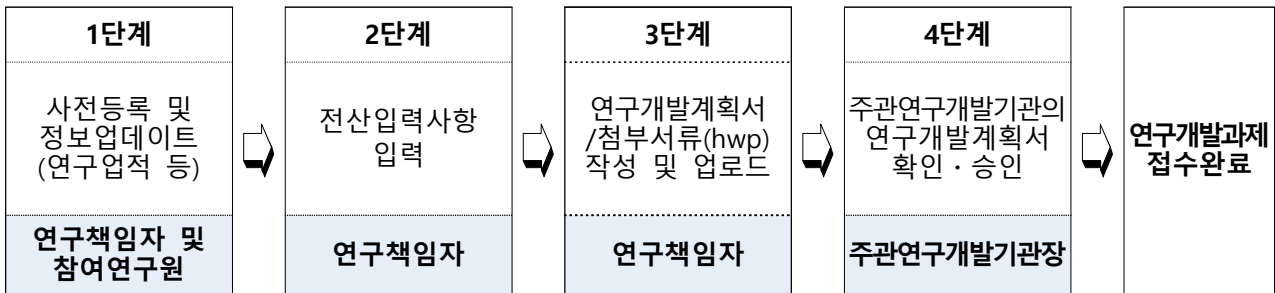 1단계
사전등록 및
정보업데이트
(연구업적 등)
연구책임자 및
참여연구원
2단계
전산입력사항
입력
연구책임자
3단계
연구개발계획서
/첨부서류(hwp)
작성 및 업로드
연구책임자
4단계
주관연구개발기관의
연구개발계획서
확인·승인
주관연구개발기관장
연구개발과제
접수완료